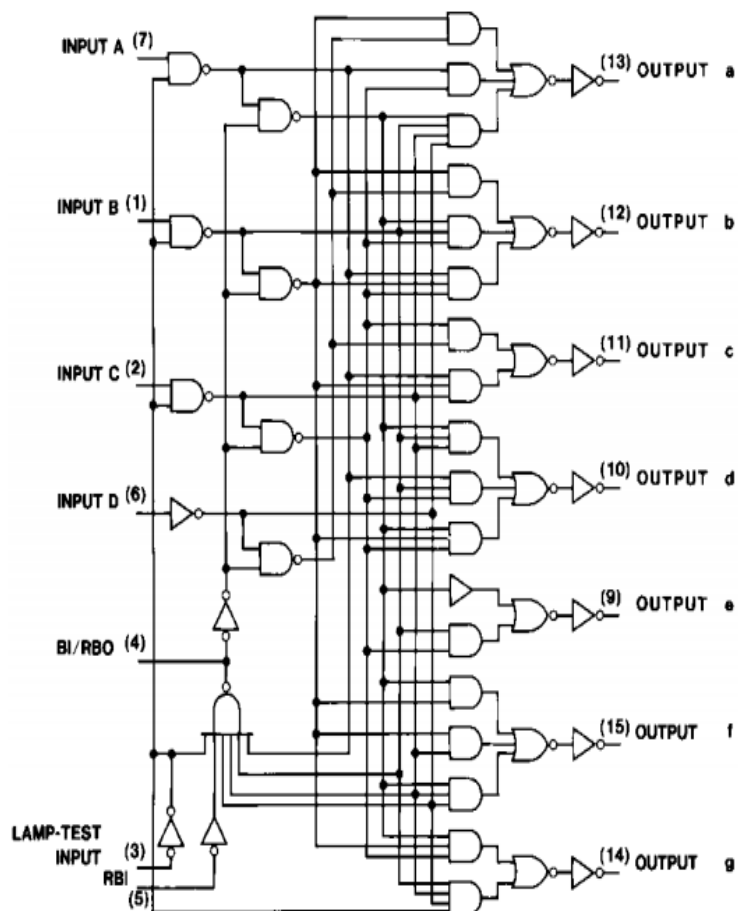 INPUT A (7)
(13) OUTPUT a
INPUT B (1)
(12) OUTPUT b
(11) OUTPUT c
INPUT C (2)
(10) OUTPUT d
INPUT D (6)
(9) OUTPUT e
BI/RBO (4)
(15) OUTPUT f
LAMP-TEST
INPUT (3)
(14) OUTPUT g
RBI
(5)